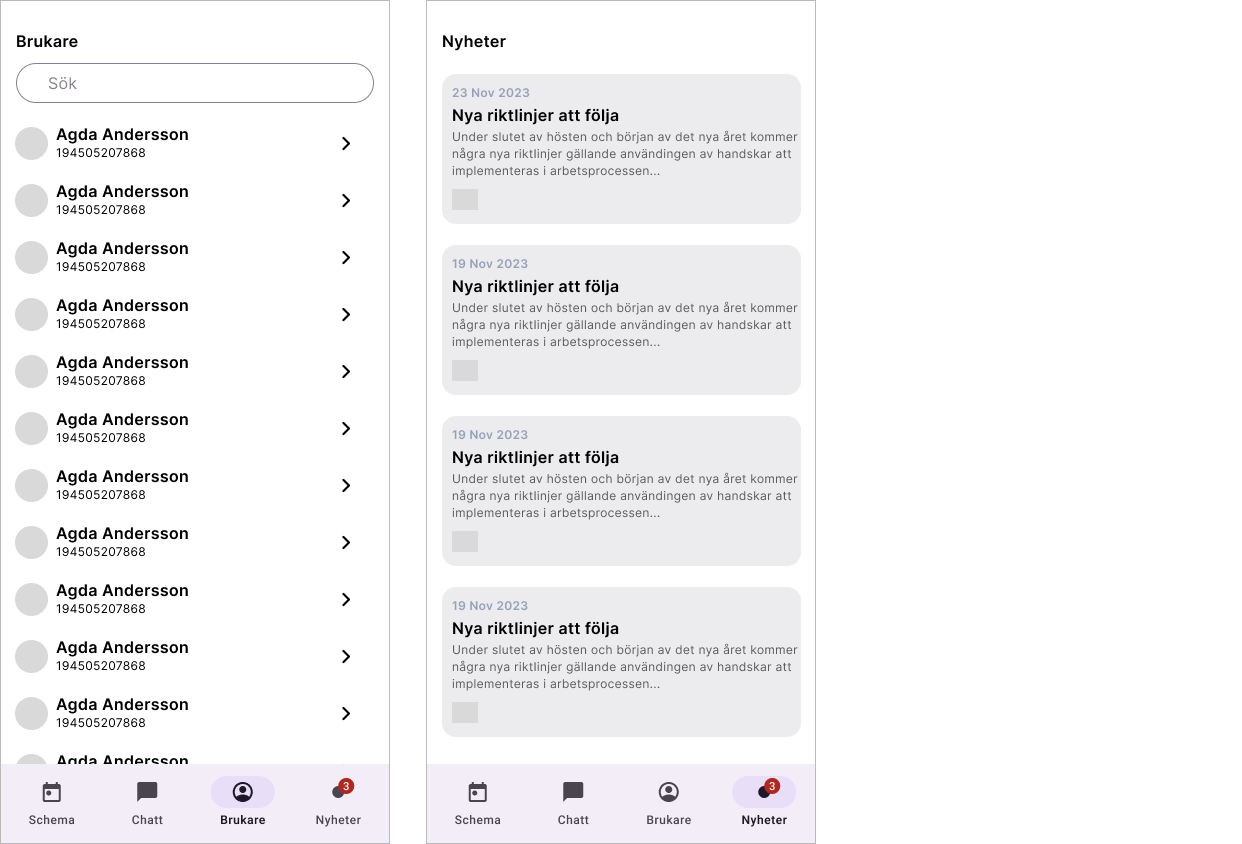 Brukare
Sök
Agda Andersson
194505207868
Agda Andersson
194505207868
Agda Andersson
194505207868
Agda Andersson
194505207868
Agda Andersson
194505207868
Agda Andersson
194505207868
Agda Andersson
194505207868
Agda Andersson
194505207868
Agda Andersson
194505207868
Agda Andersson
194505207868
Agda Andersson
194505207868
Agda Andersson
3
Schema Chatt Brukare Nyheter
Nyheter
23 Nov 2023
Nya riktlinjer att följa
Under slutet av hösten och början av det nya året kommer
några nya riktlinjer gällande användingen av handskar att
implementeras i arbetsprocessen...
19 Nov 2023
Nya riktlinjer att följa
Under slutet av hösten och början av det nya året kommer
några nya riktlinjer gällande användingen av handskar att
implementeras i arbetsprocessen...
19 Nov 2023
Nya riktlinjer att följa
Under slutet av hösten och början av det nya året kommer
några nya riktlinjer gällande användingen av handskar att
implementeras i arbetsprocessen...
19 Nov 2023
Nya riktlinjer att följa
Under slutet av hösten och början av det nya året kommer
några nya riktlinjer gällande användingen av handskar att
implementeras i arbetsprocessen...
3
Schema Chatt Brukare Nyheter